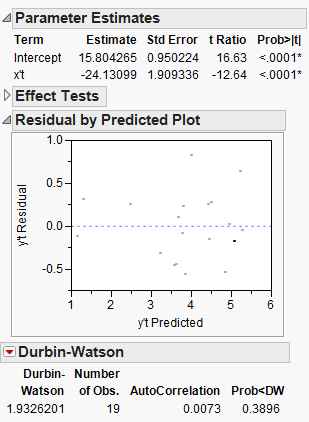 Parameter Estimates
Term Estimate Std Error t Ratio Prob>|t|
Intercept 15.804265 0.950224 16.63 <.0001*
x't -24.13099 1.909336 -12.64 <.0001*
Effect Tests
Residual by Predicted Plot
1.0
0.5
0.0
-0.5
y't Residual
1 2 3 4 5 6
y't Predicted
Durbin-Watson
Durbin- Number
Watson of Obs. AutoCorrelation Prob<DW
1.9326201 19 0.0073 0.3896